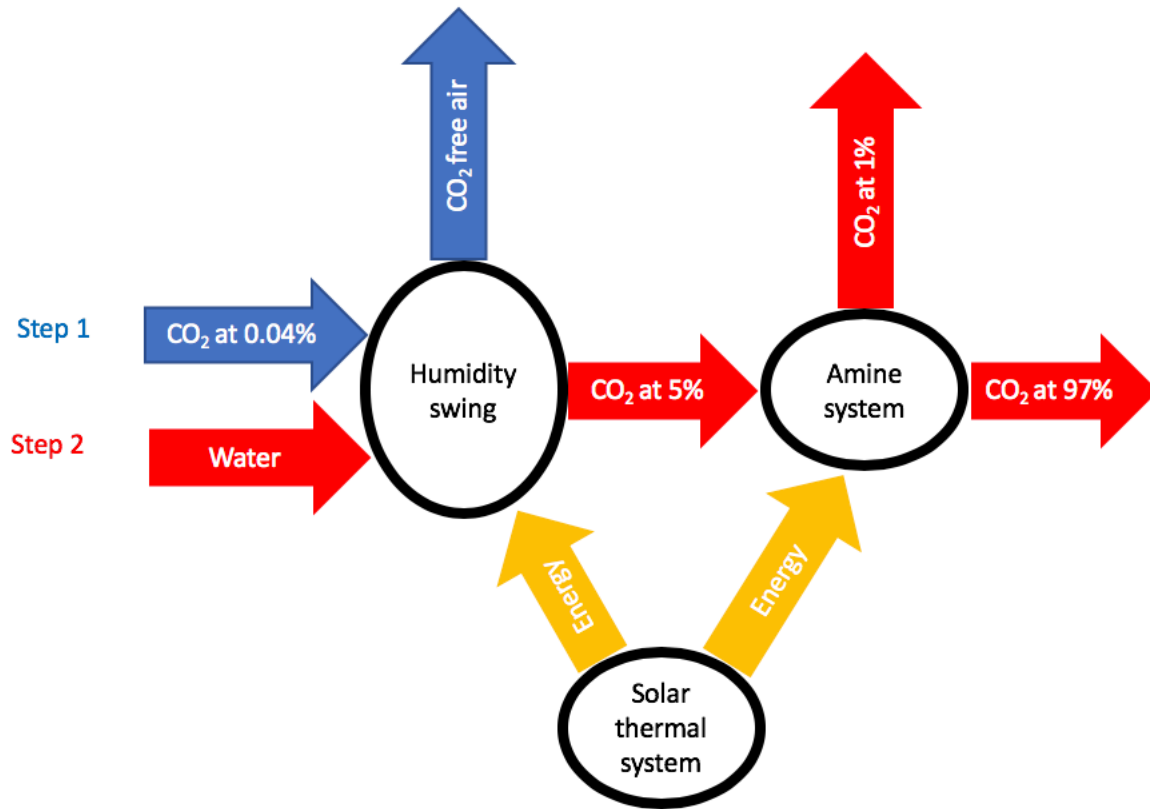 CO₂ free air
CO₂ at 1%
Step 1
CO₂ at 0.04%
Humidity
swing
CO₂ at 5%
Amine
system
CO₂ at 97%
Step 2
Water
Energy
Energy
Solar
thermal
system